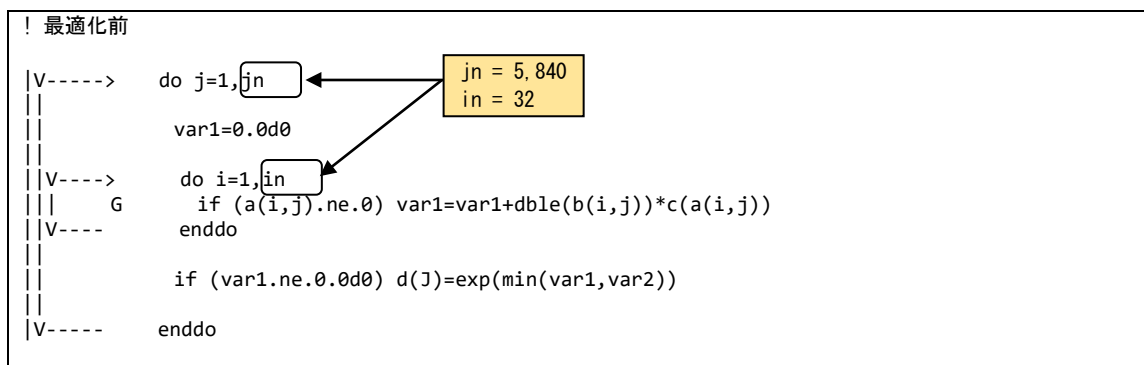 ! 最適化前
|V-----> do j=1,jn
jn = 5,840
in = 32
||
|| var1=0.0d0
||
||V----> do i=1,in
||| G if (a(i,j).ne.0) var1=var1+dble(b(i,j))*c(a(i,j))
||V---- enddo
||
|| if (var1.ne.0.0d0) d(J)=exp(min(var1,var2))
||
|V----- enddo